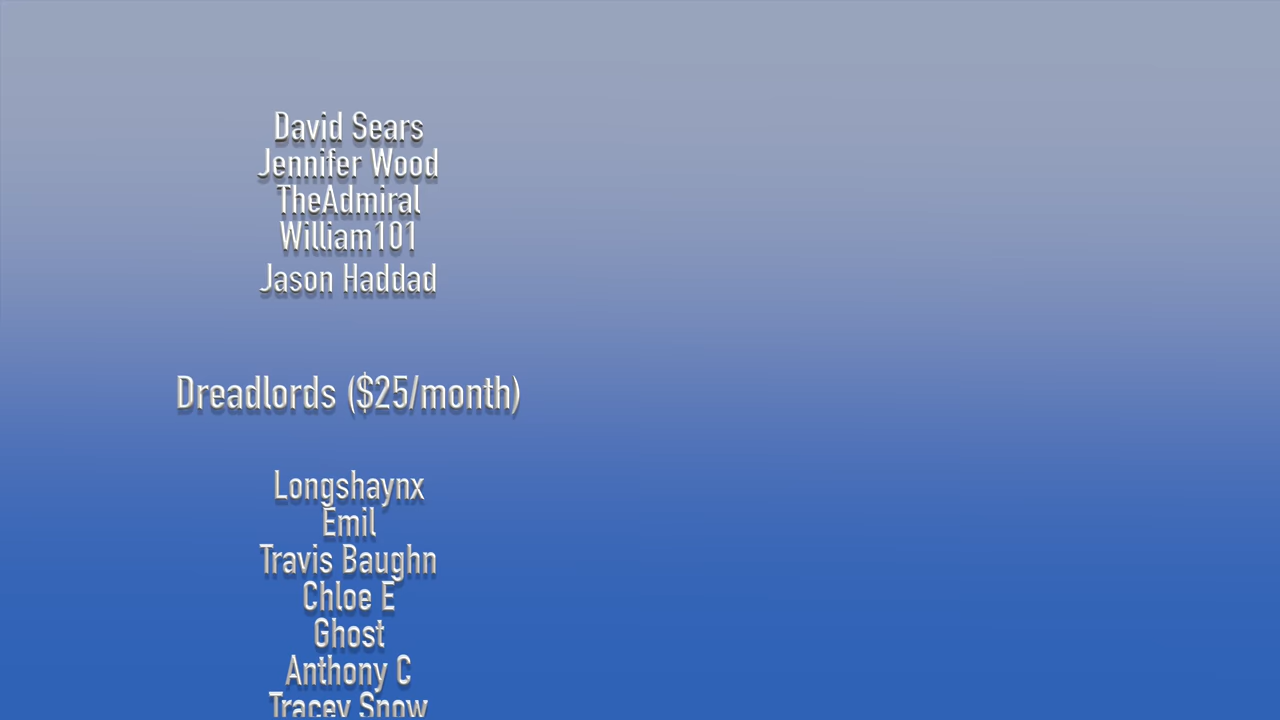 David Sears
Jennifer Wood
TheAdmiral
William101
Jason Haddad
Dreadlords ($25/month)
Longshaynx
Emil
Travis Baughn
Chloe E
Ghost
Anthony C
Tracey Snow